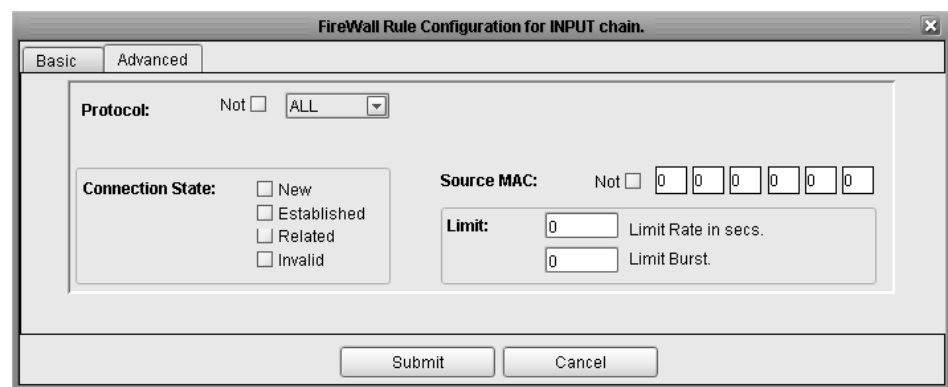 FireWall Rule Configuration for INPUT chain.
Basic
Advanced
Protocol: Not ALL
Connection State:
New
Established
Related
Invalid
Source MAC: Not 0 0 0 0 0 0
Limit: 0 Limit Rate in secs.
0 Limit Burst.
Submit
Cancel